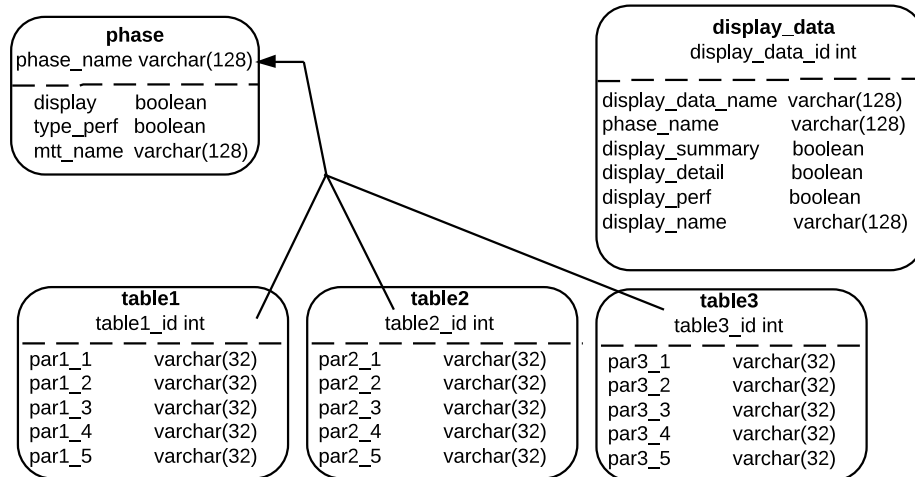 phase
phase_name varchar(128)
display boolean
type_perf boolean
mtt_name varchar(128)
display_data
display_data_id int
display_data_name varchar(128)
phase_name varchar(128)
display_summary boolean
display_detail boolean
display_perf boolean
display_name varchar(128)
table1
table1_id int
par1_1 varchar(32)
par1_2 varchar(32)
par1_3 varchar(32)
par1_4 varchar(32)
par1_5 varchar(32)
table2
table2_id int
par2_1 varchar(32)
par2_2 varchar(32)
par2_3 varchar(32)
par2_4 varchar(32)
par2_5 varchar(32)
table3
table3_id int
par3_1 varchar(32)
par3_2 varchar(32)
par3_3 varchar(32)
par3_4 varchar(32)
par3_5 varchar(32)